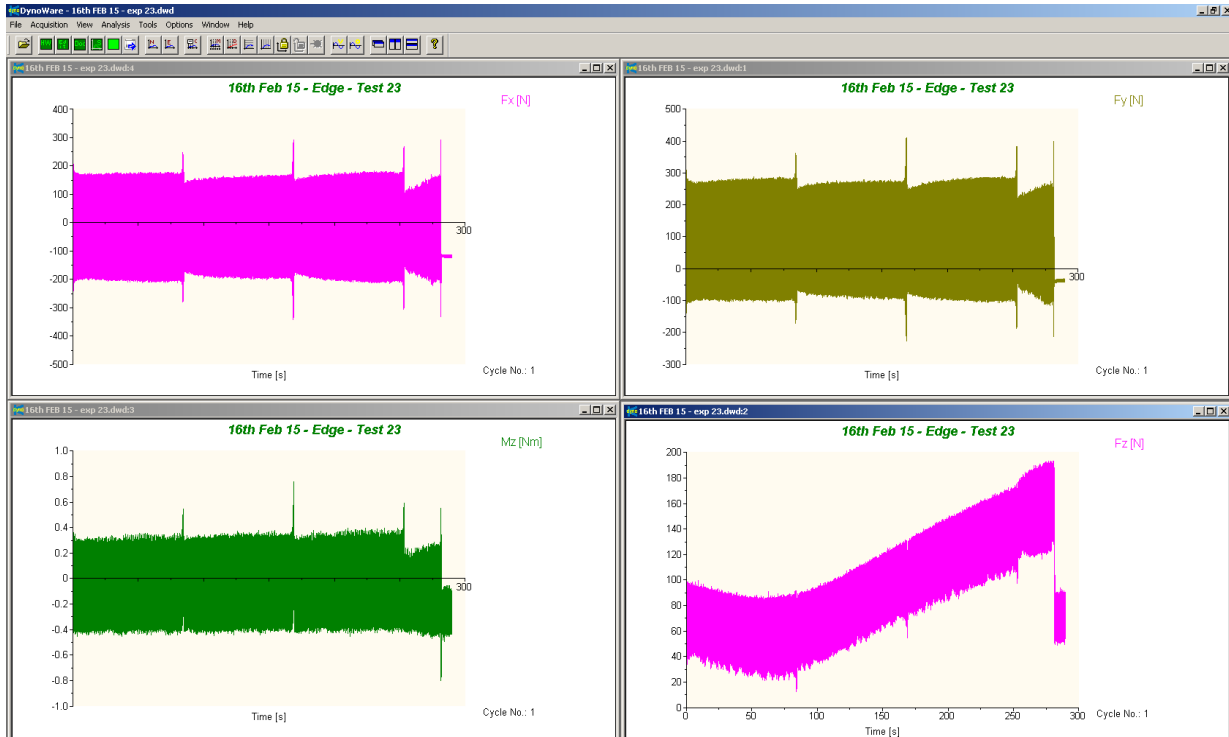 DynoWare - 16th FEB 15 - exp 23.dwd
File Acquisition View Analysis Tools Options Window Help
16th FEB 15 - exp 23.dwd:4
16th Feb 15 - Edge - Test 23
Fx [N]
400
300
200
100
0
-100
-200
-300
-400
-500
300
Time [s]
Cycle No.: 1
16th FEB 15 - exp 23.dwd:1
16th Feb 15 - Edge - Test 23
Fy [N]
500
400
300
200
100
0
-100
-200
-300
300
Time [s]
Cycle No.: 1
16th FEB 15 - exp 23.dwd:3
16th Feb 15 - Edge - Test 23
Mz [Nm]
1.0
0.8
0.6
0.4
0.2
0
-0.2
-0.4
-0.6
-0.8
-1.0
300
Time [s]
Cycle No.: 1
16th FEB 15 - exp 23.dwd:2
16th Feb 15 - Edge - Test 23
Fz [N]
200
180
160
140
120
100
80
60
40
20
0
0 50 100 150 200 250 300
Time [s]
Cycle No.: 1